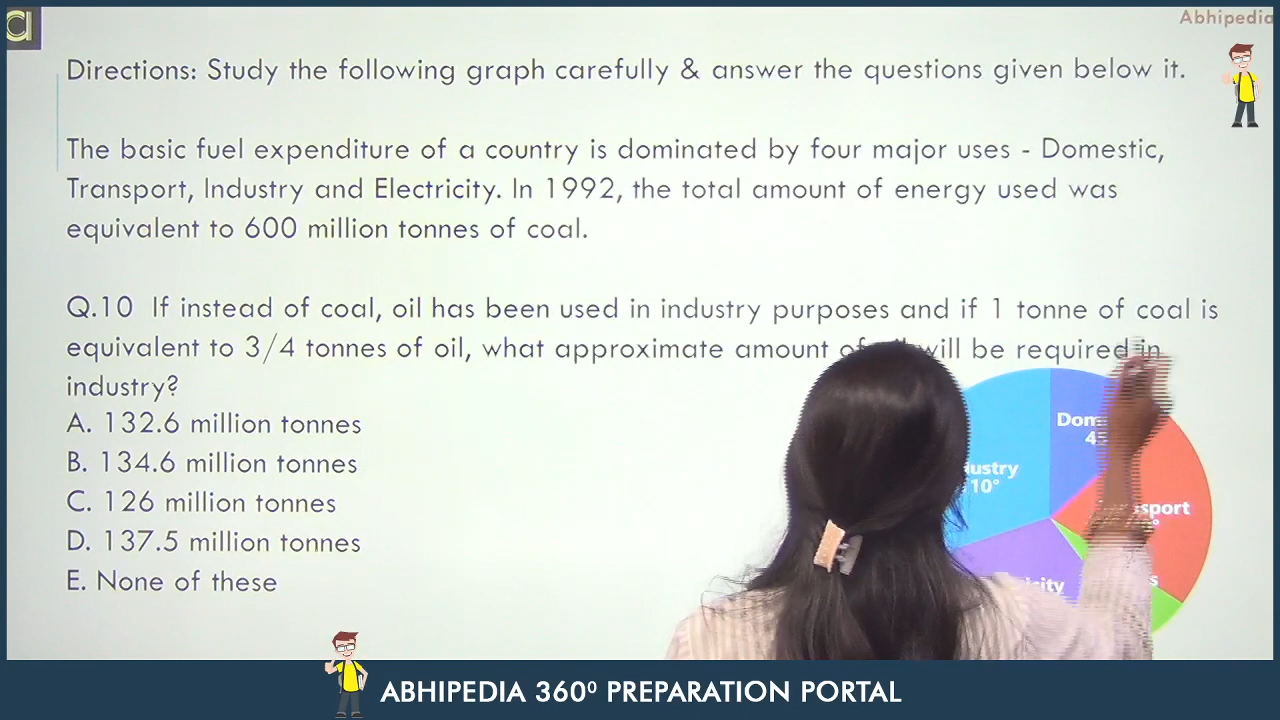 Abhipedia
Directions: Study the following graph carefully & answer the questions given below it.
The basic fuel expenditure of a country is dominated by four major uses - Domestic,
Transport, Industry and Electricity. In 1992, the total amount of energy used was
equivalent to 600 million tonnes of coal.
Q.10 If instead of coal, oil has been used in industry purposes and if 1 tonne of coal is
equivalent to 3/4 tonnes of oil, what approximate amount will be required in
industry?
A. 132.6 million tonnes
B. 134.6 million tonnes
C. 126 million tonnes
D. 137.5 million tonnes
E. None of these
ABHIPEDIA 360⁰ PREPARATION PORTAL